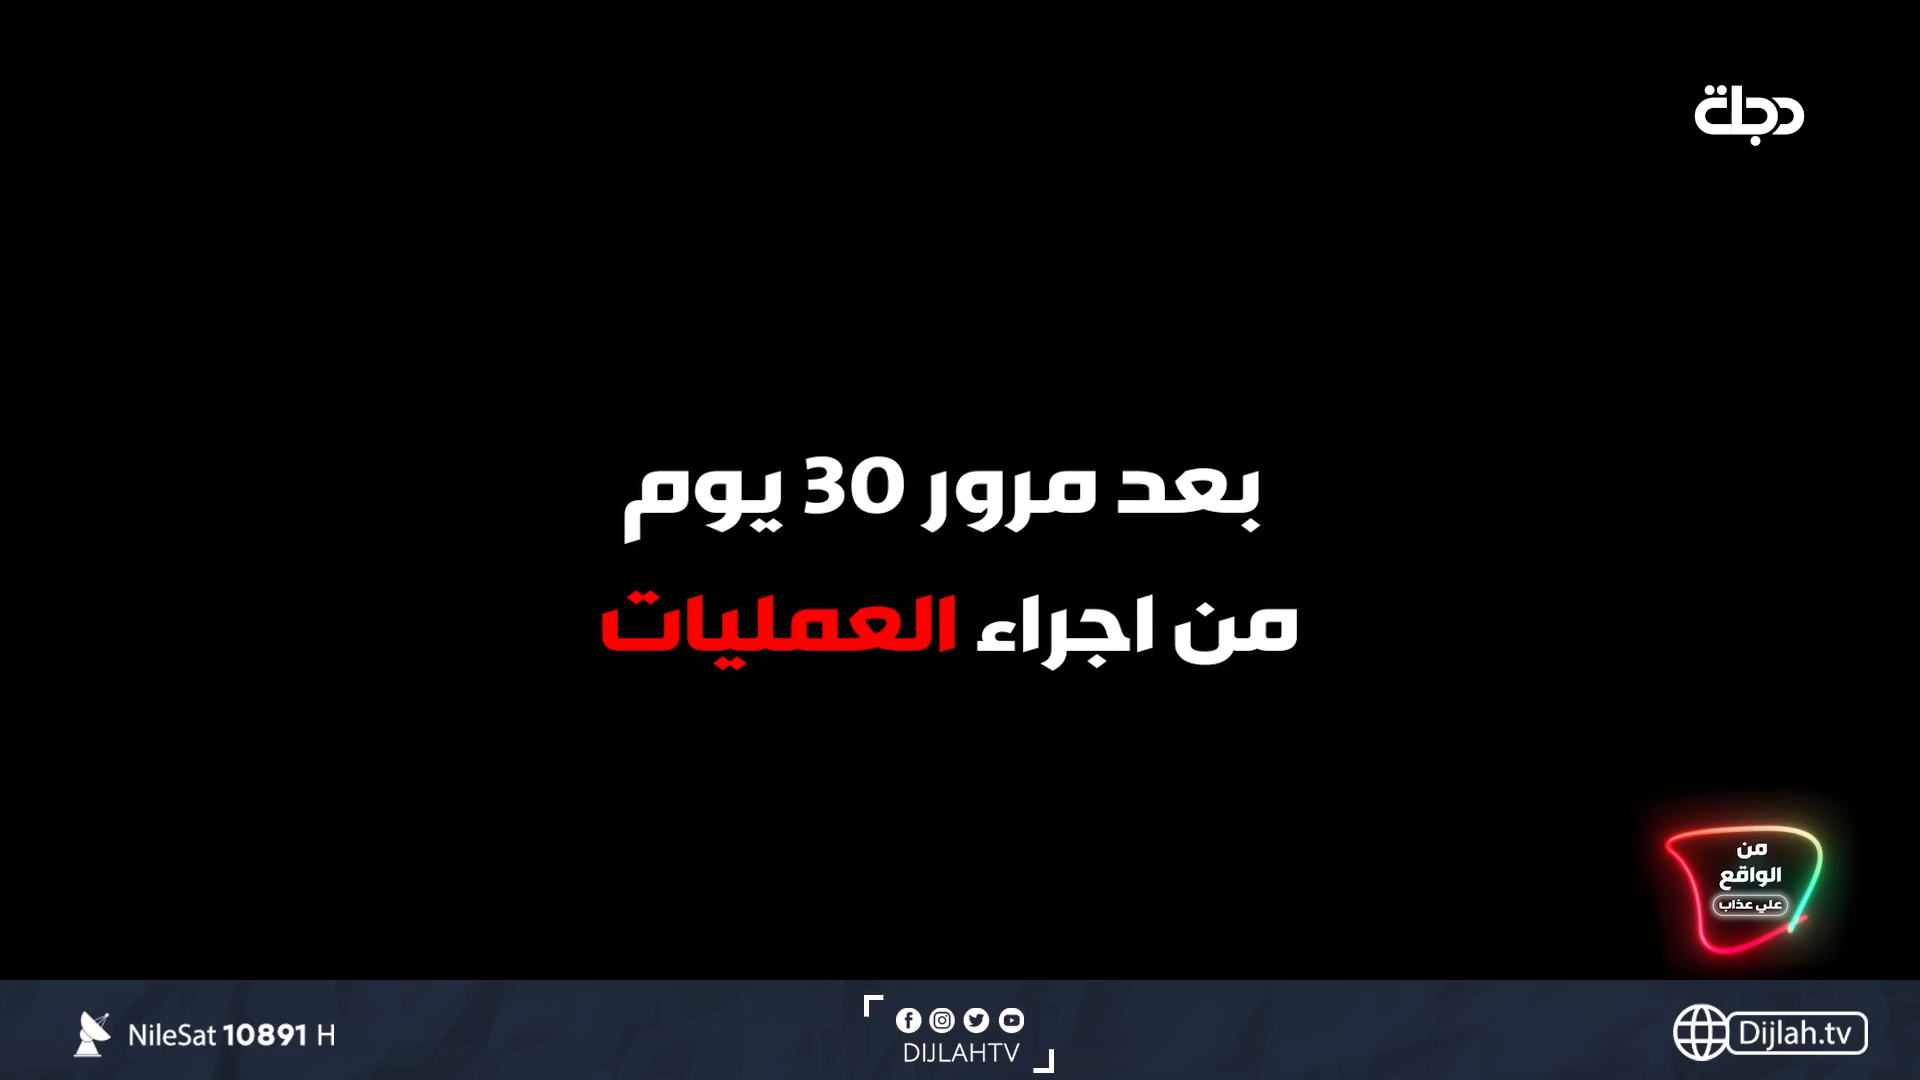 دجلة
بعد مرور 30 يوم
من اجراء العمليات
من
الواقع
علي عذاب
NileSat 10891 H
DIJLAHTV
Dijlah.tv